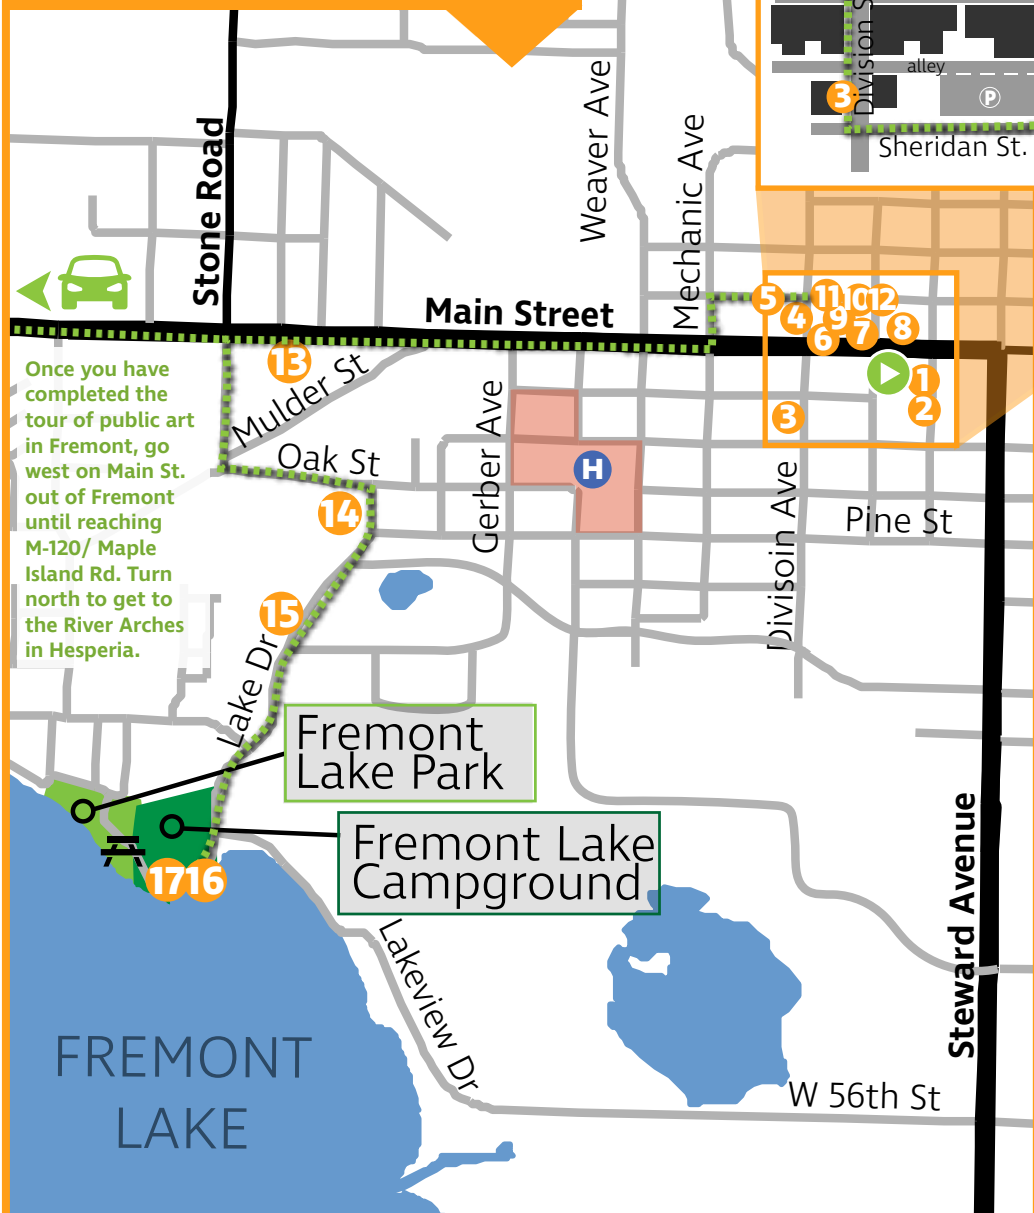 Division S
alley
3
P
Sheridan St.
Weaver Ave
Mechanic Ave
Stone Road
Main Street
5
11
10
12
4
9
6
7
8
1
2
3
13
Mulder St
Once you have
completed the
tour of public art
in Fremont, go
west on Main St.
out of Fremont
until reaching
M-120/ Maple
Island Rd. Turn
north to get to
the River Arches
in Hesperia.
Oak St
Gerber Ave
H
14
Divisoin Ave
Pine St
15
Lake Dr
Fremont
Lake Park
Fremont Lake
Campground
17
16
Lakeview Dr
Steward Avenue
FREMONT
LAKE
W 56th St